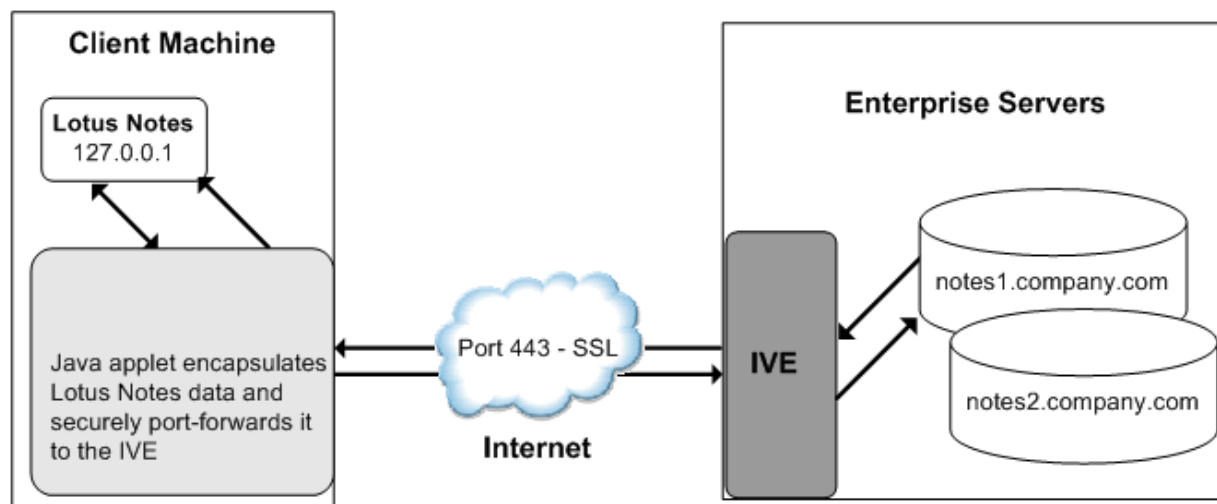 Client Machine
Lotus Notes
127.0.0.1
Java applet encapsulates
Lotus Notes data and
securely port-forwards it
to the IVE
Port 443 - SSL
Internet
Enterprise Servers
IVE
notes1.company.com
notes2.company.com